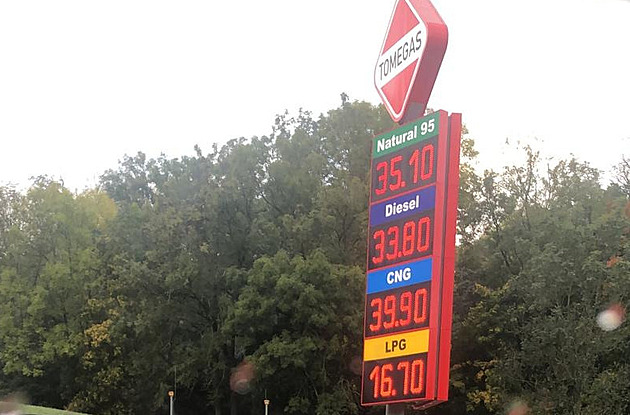 TOMEGAS
Natural 95
35.10
Diesel
33.80
CNG
39.90
LPG
16.70